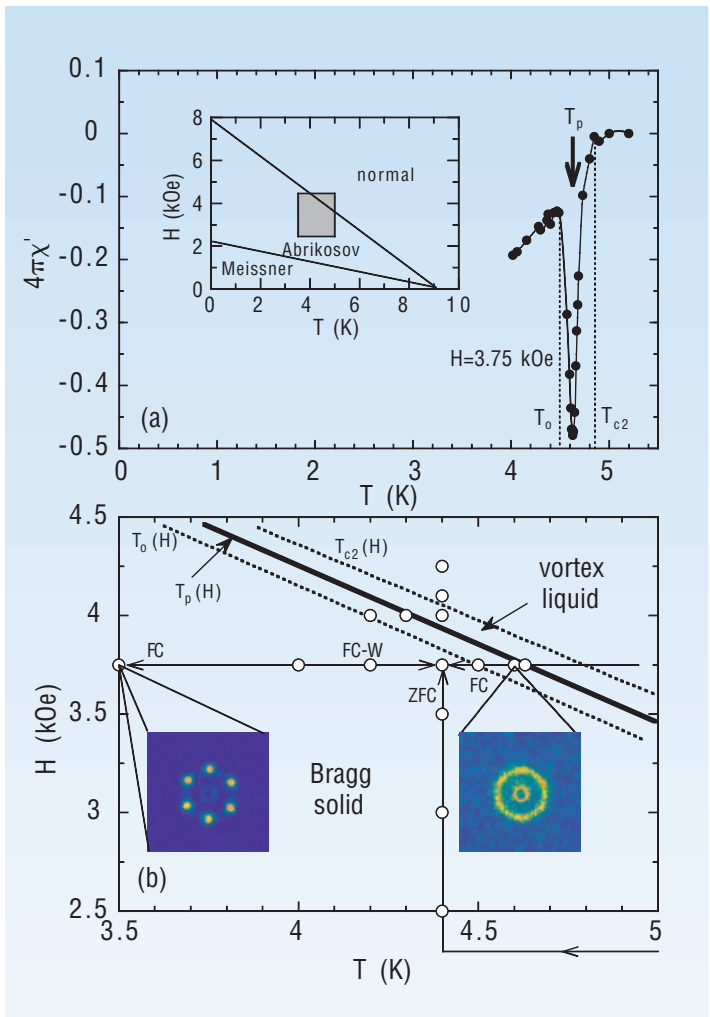 0.1
0
-0.1
-0.2
-0.3
-0.4
-0.5
4πχ'
8
6
4
2
0
H (kOe)
normal
Abrikosov
Meissner
0 2 4 6 8 10
T (K)
T_p
H=3.75 kOe
T_o
T_c2
(a)
0 1 2 3 4 5
T (K)
4.5
4
3.5
3
2.5
H (kOe)
T_o (H)
T_c2 (H)
T_p (H)
vortex
liquid
FC
FC-W
FC
ZFC
Bragg
solid
(b)
3.5 4 4.5 5
T (K)